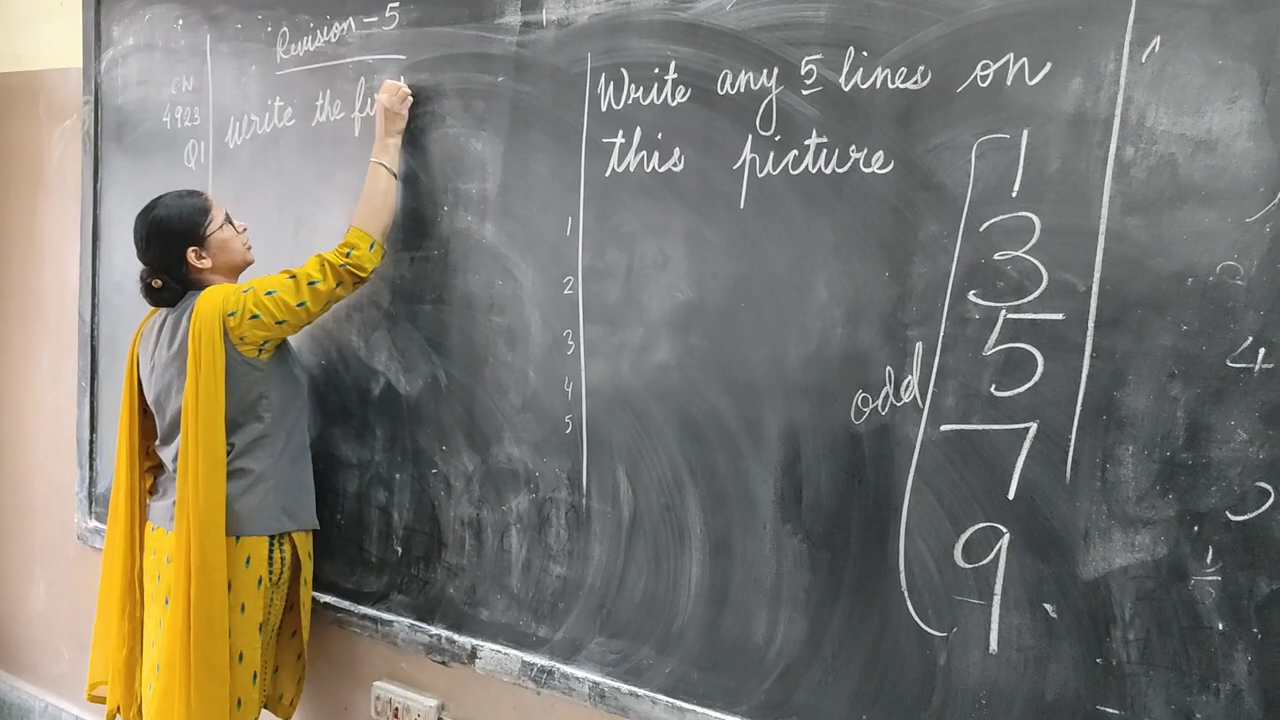 Revision-5
CN
4923
Q1
Write the fi
Write any 5 lines on
this picture
1
2
3
4
5
odd
1
3
5
7
9
4